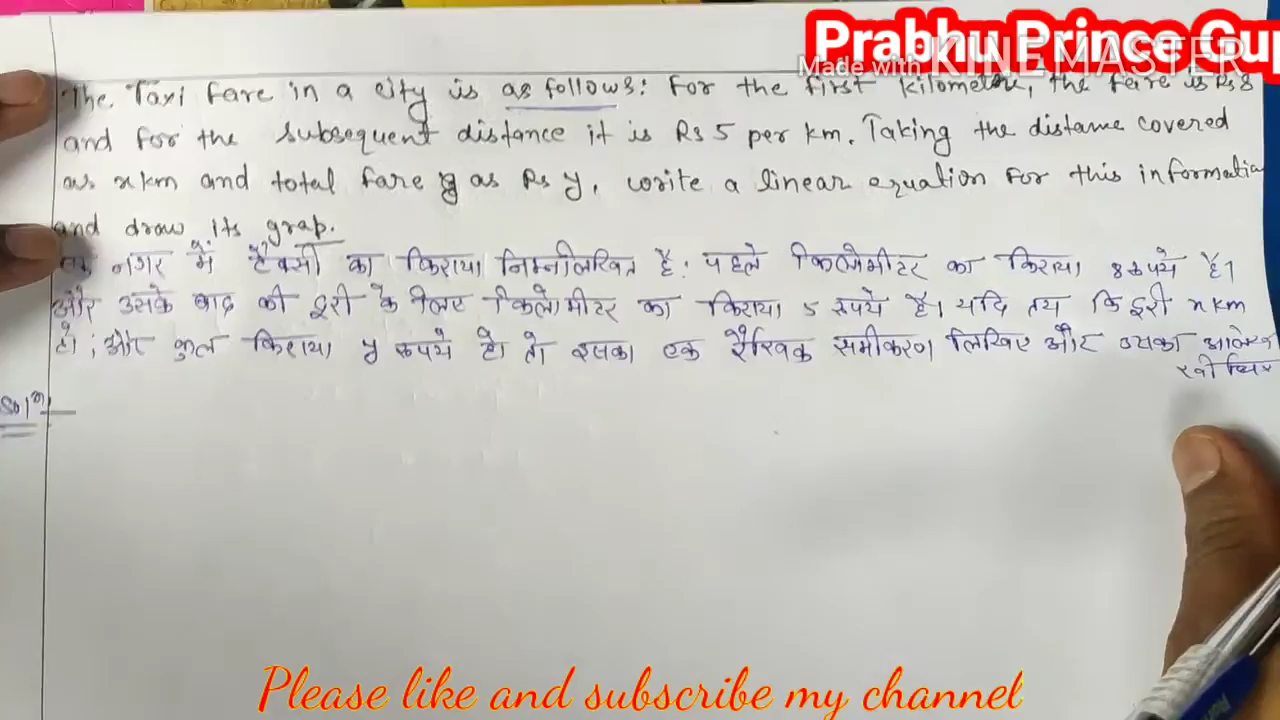 Prabhu Prince Gup
Made with KINEMASTER
The Taxi fare in a city is as follows: For the first kilometer, the fare is Rs 8
and for the subsequent distance it is Rs 5 per km. Taking the distance covered
as x km and total fare as Rs y, write a linear equation for this informatio
and draw its grap.
एक नगर में टैक्सी का किराया निम्नलिखित है: पहले किलोमीटर का किराया 8 रुपये है।
और उसके बाद की दूरी के लिए किलोमीटर का किराया 5 रुपये है। यदि तय कि दूरी x km
हो; और कुल किराया y रुपये हो तो इसका एक रैखिक समीकरण लिखिए और उसका आलेख
खींचिए
Solⁿ
Please like and subscribe my channel